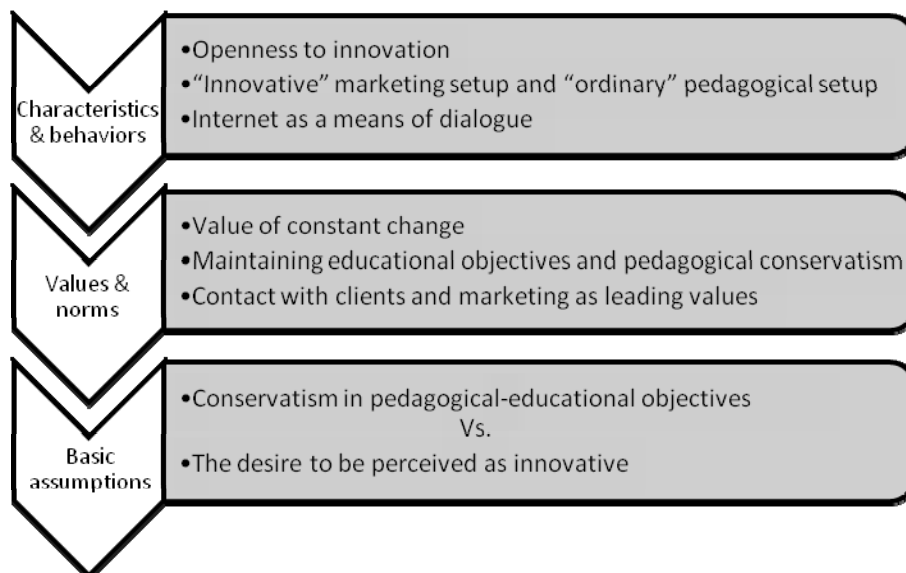 Characteristics
& behaviors
•Openness to innovation
•“Innovative” marketing setup and “ordinary” pedagogical setup
•Internet as a means of dialogue
Values &
norms
•Value of constant change
•Maintaining educational objectives and pedagogical conservatism
•Contact with clients and marketing as leading values
Basic
assumptions
•Conservatism in pedagogical-educational objectives
Vs.
•The desire to be perceived as innovative